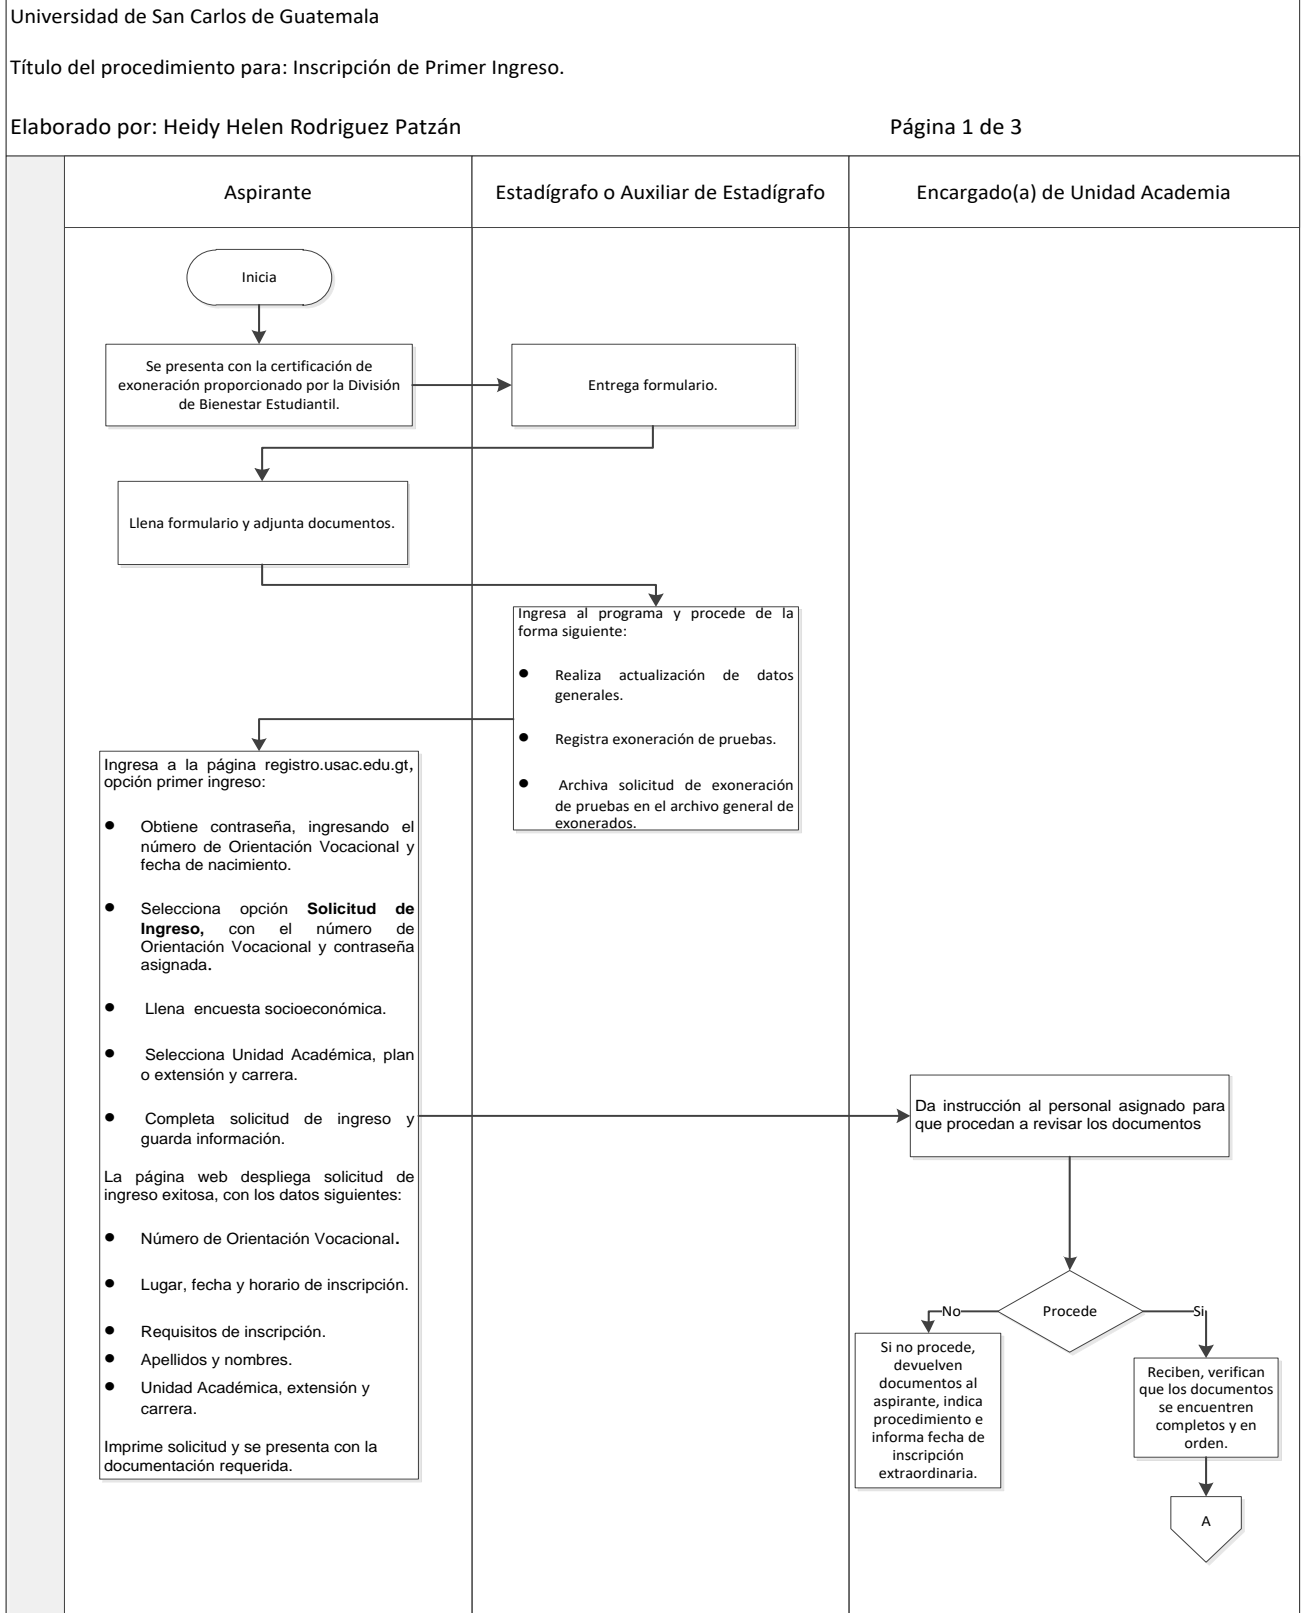 Universidad de San Carlos de Guatemala
Título del procedimiento para: Inscripción de Primer Ingreso.
Elaborado por: Heidy Helen Rodriguez Patzán
Página 1 de 3
Aspirante
Estadígrafo o Auxiliar de Estadígrafo
Encargado(a) de Unidad Academia
Inicia
Se presenta con la certificación de
exoneración proporcionado por la División
de Bienestar Estudiantil.
Entrega formulario.
Llena formulario y adjunta documentos.
Ingresa al programa y procede de la
forma siguiente:
● Realiza actualización de datos
generales.
● Registra exoneración de pruebas.
● Archiva solicitud de exoneración
de pruebas en el archivo general de
exonerados.
Ingresa a la página registro.usac.edu.gt,
opción primer ingreso:
● Obtiene contraseña, ingresando el
número de Orientación Vocacional y
fecha de nacimiento.
● Selecciona opción Solicitud de
Ingreso, con el número de
Orientación Vocacional y contraseña
asignada.
● Llena encuesta socioeconómica.
● Selecciona Unidad Académica, plan
o extensión y carrera.
● Completa solicitud de ingreso y
guarda información.
La página web despliega solicitud de
ingreso exitosa, con los datos siguientes:
● Número de Orientación Vocacional.
● Lugar, fecha y horario de inscripción.
● Requisitos de inscripción.
● Apellidos y nombres.
● Unidad Académica, extensión y
carrera.
Imprime solicitud y se presenta con la
documentación requerida.
Da instrucción al personal asignado para
que procedan a revisar los documentos
Procede
No
Si
Si no procede,
devuelven
documentos al
aspirante, indica
procedimiento e
informa fecha de
inscripción
extraordinaria.
Reciben, verifican
que los documentos
se encuentren
completos y en
orden.
A